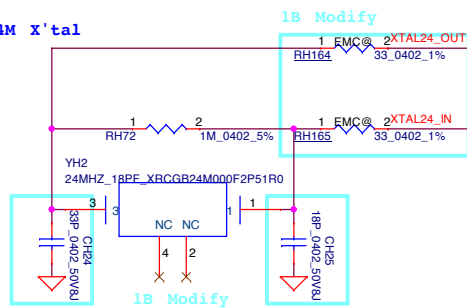 1B Modify
4M X'tal
1 EMC@ 2 XTAL24_OUT
RH164 33_0402_1%
1 2
RH72 1M_0402_5%
1 EMC@ 2 XTAL24_IN
RH165 33_0402_1%
YH2
24MHZ_18PF_XRCGB24M000F2P51R0
3 3 1 1
NC NC
4 2
CH24
33P_0402_50V8J
CH25
18P_0402_50V8J
1B Modify